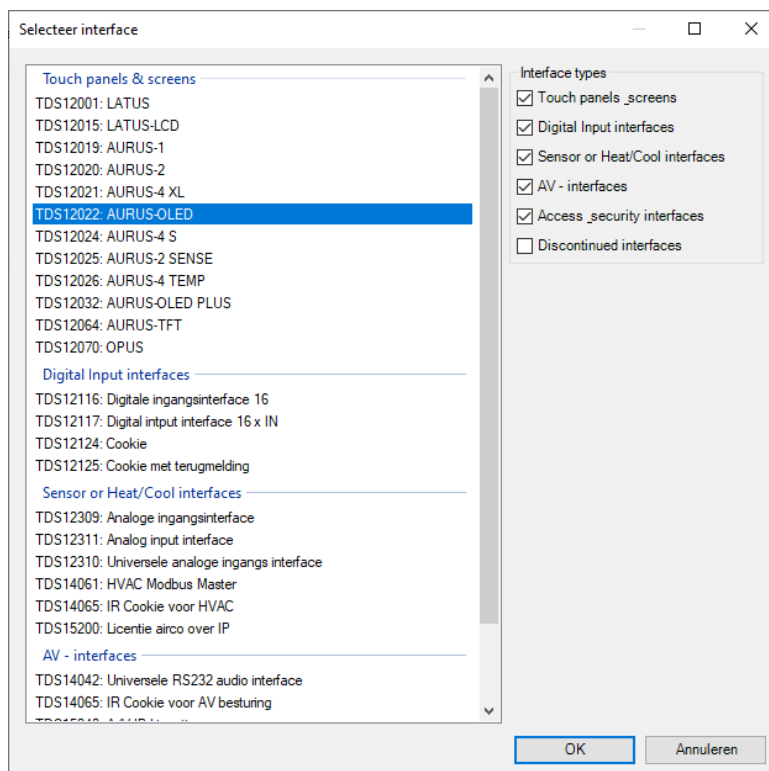 Selecteer interface
Touch panels & screens
TDS12001: LATUS
TDS12015: LATUS-LCD
TDS12019: AURUS-1
TDS12020: AURUS-2
TDS12021: AURUS-4 XL
TDS12022: AURUS-OLED
TDS12024: AURUS-4 S
TDS12025: AURUS-2 SENSE
TDS12026: AURUS-4 TEMP
TDS12032: AURUS-OLED PLUS
TDS12064: AURUS-TFT
TDS12070: OPUS
Digital Input interfaces
TDS12116: Digitale ingangsinterface 16
TDS12117: Digital intput interface 16 x IN
TDS12124: Cookie
TDS12125: Cookie met terugmelding
Sensor or Heat/Cool interfaces
TDS12309: Analoge ingangsinterface
TDS12311: Analog input interface
TDS12310: Universele analoge ingangs interface
TDS14061: HVAC Modbus Master
TDS14065: IR Cookie voor HVAC
TDS15200: Licentie airco over IP
AV - interfaces
TDS14042: Universele RS232 audio interface
TDS14065: IR Cookie voor AV besturing
Interface types
Touch panels _screens
Digital Input interfaces
Sensor or Heat/Cool interfaces
AV - interfaces
Access _security interfaces
Discontinued interfaces
OK
Annuleren